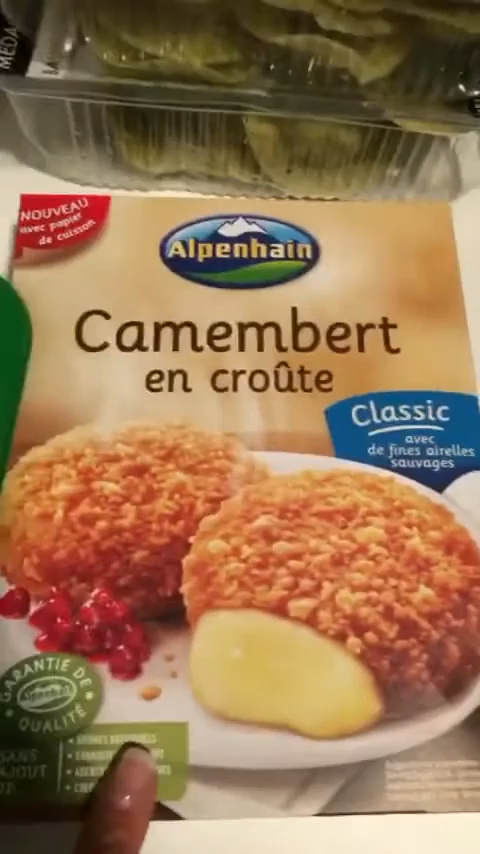 NOUVEAU
avec papier
de cuisson
Alpenhain
Camembert
en croûte
Classic
avec
de fines airelles
sauvages
GARANTIE DE
Alpenhain
QUALITÉ
SANS
AJOUT